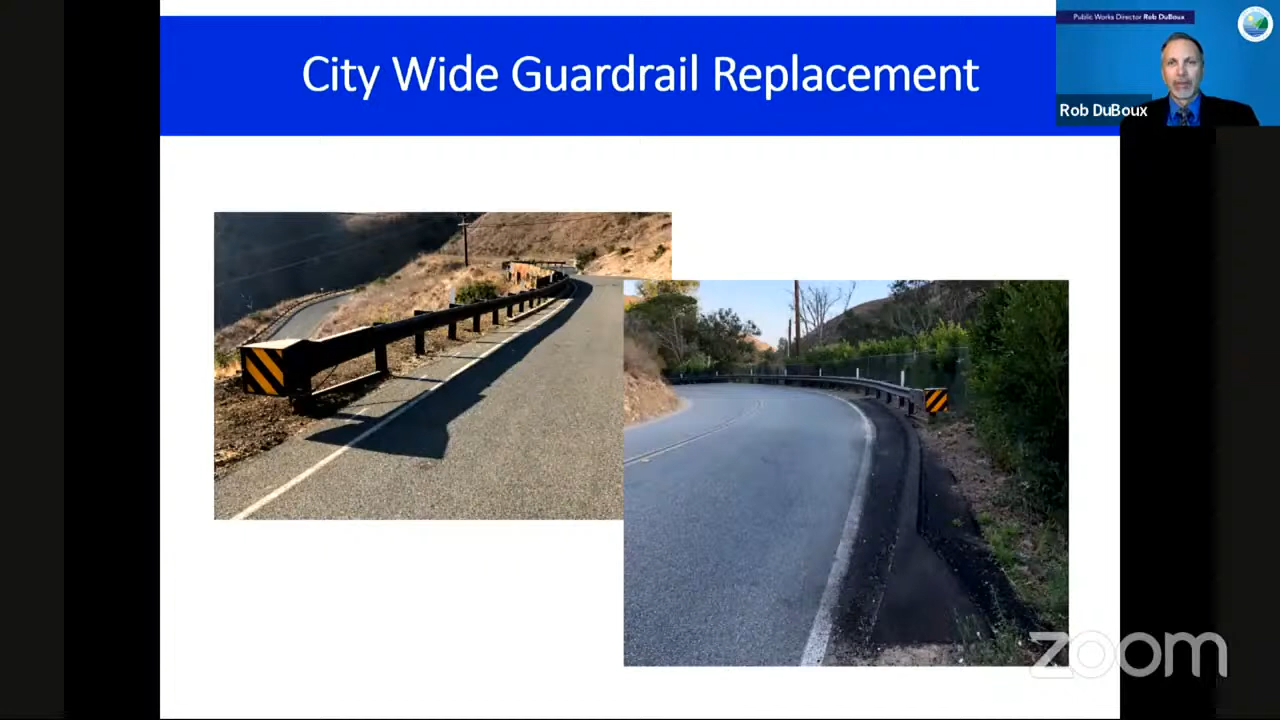 City Wide Guardrail Replacement
Public Works Director Rob DuBoux
Rob DuBoux
zoom